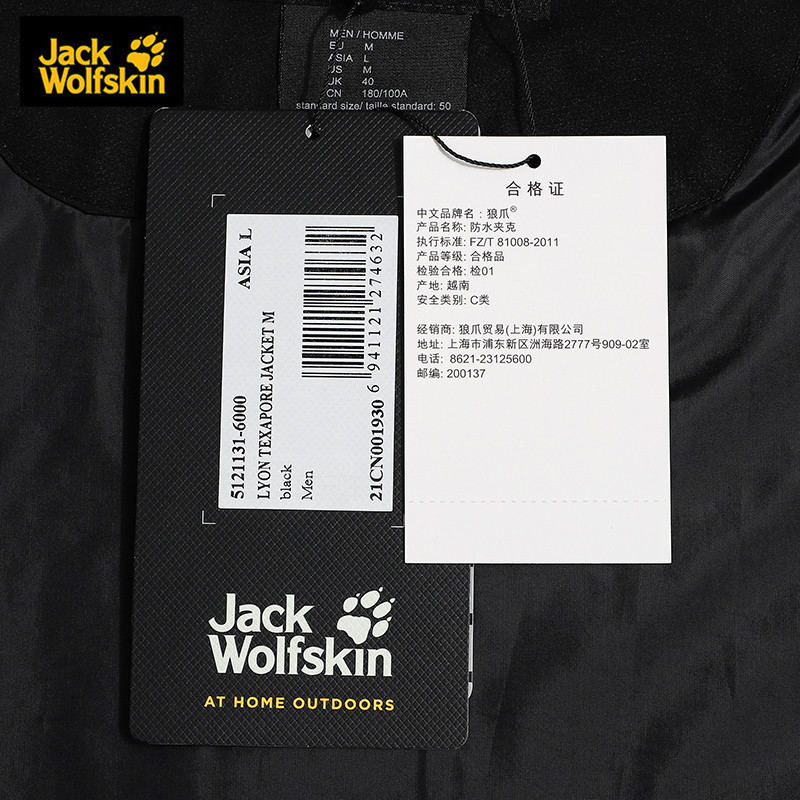 Jack
Wolfskin
MEN / HOMME
EU M
ASIA L
US M
UK 40
CN 180/100A
standard size/ taille standard: 50
ASIA L
5121131-6000
LYON TEXAPORE JACKET M
black
Men
21CN001930
6 941121 274632
Jack
Wolfskin
AT HOME OUTDOORS
合格证
中文品牌名：狼爪®
产品名称: 防水夹克
执行标准: FZ/T 81008-2011
产品等级: 合格品
检验合格: 检01
产地: 越南
安全类别: C类
经销商: 狼爪贸易(上海)有限公司
地址: 上海市浦东新区洲海路2777号909-02室
电话: 8621-23125600
邮编: 200137